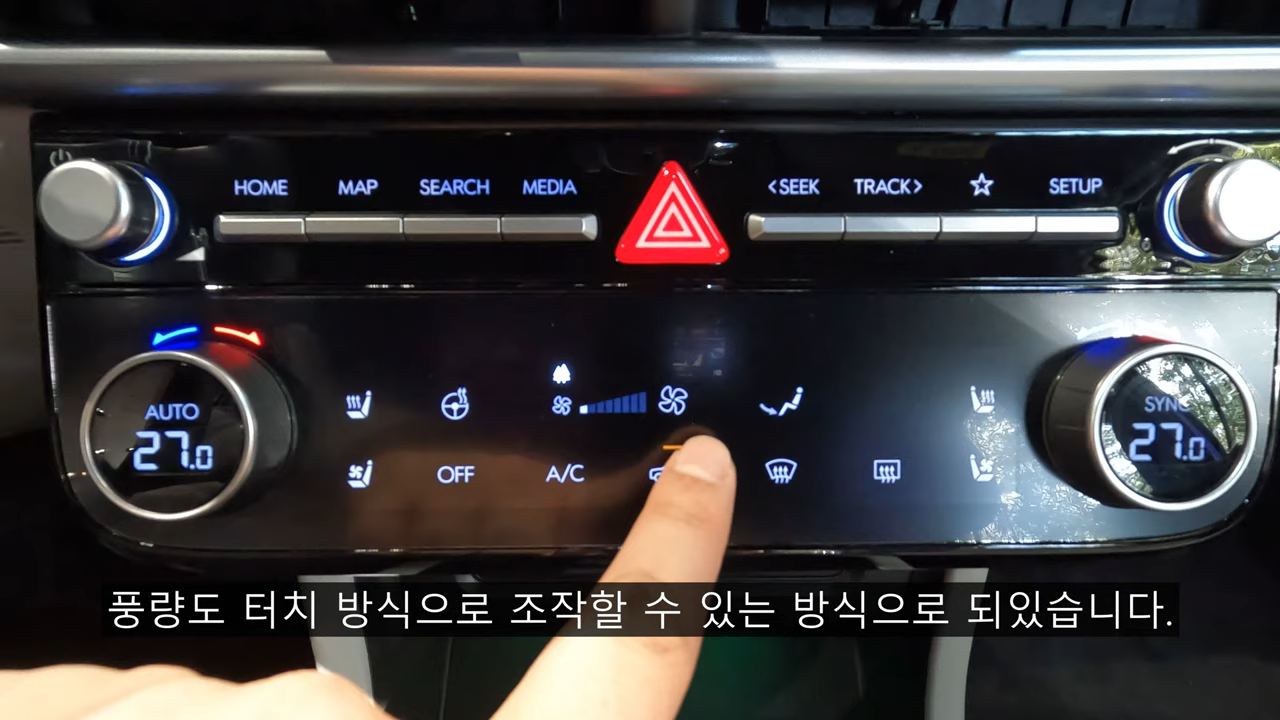 HOME MAP SEARCH MEDIA <SEEK TRACK> ☆ SETUP
AUTO
27.0
SYNC
27.0
OFF A/C
풍량도 터치 방식으로 조작할 수 있는 방식으로 되있습니다.